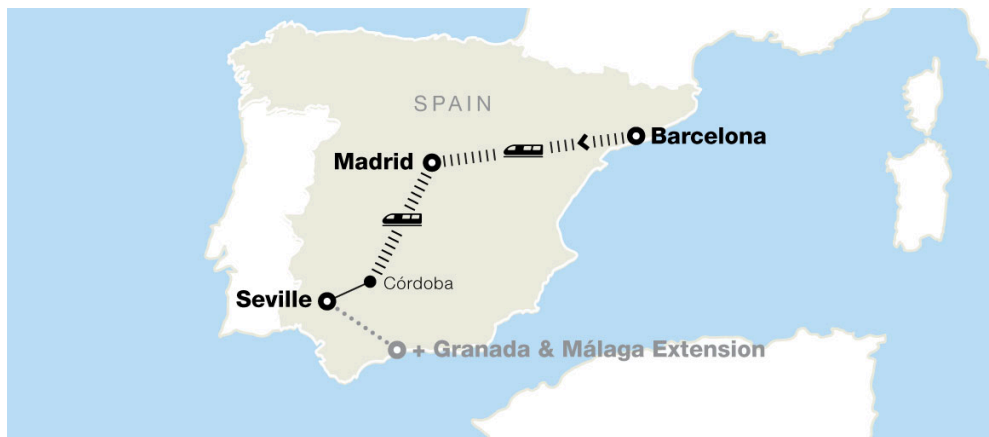 SPAIN
Barcelona
Madrid
Córdoba
Seville
+ Granada & Málaga Extension